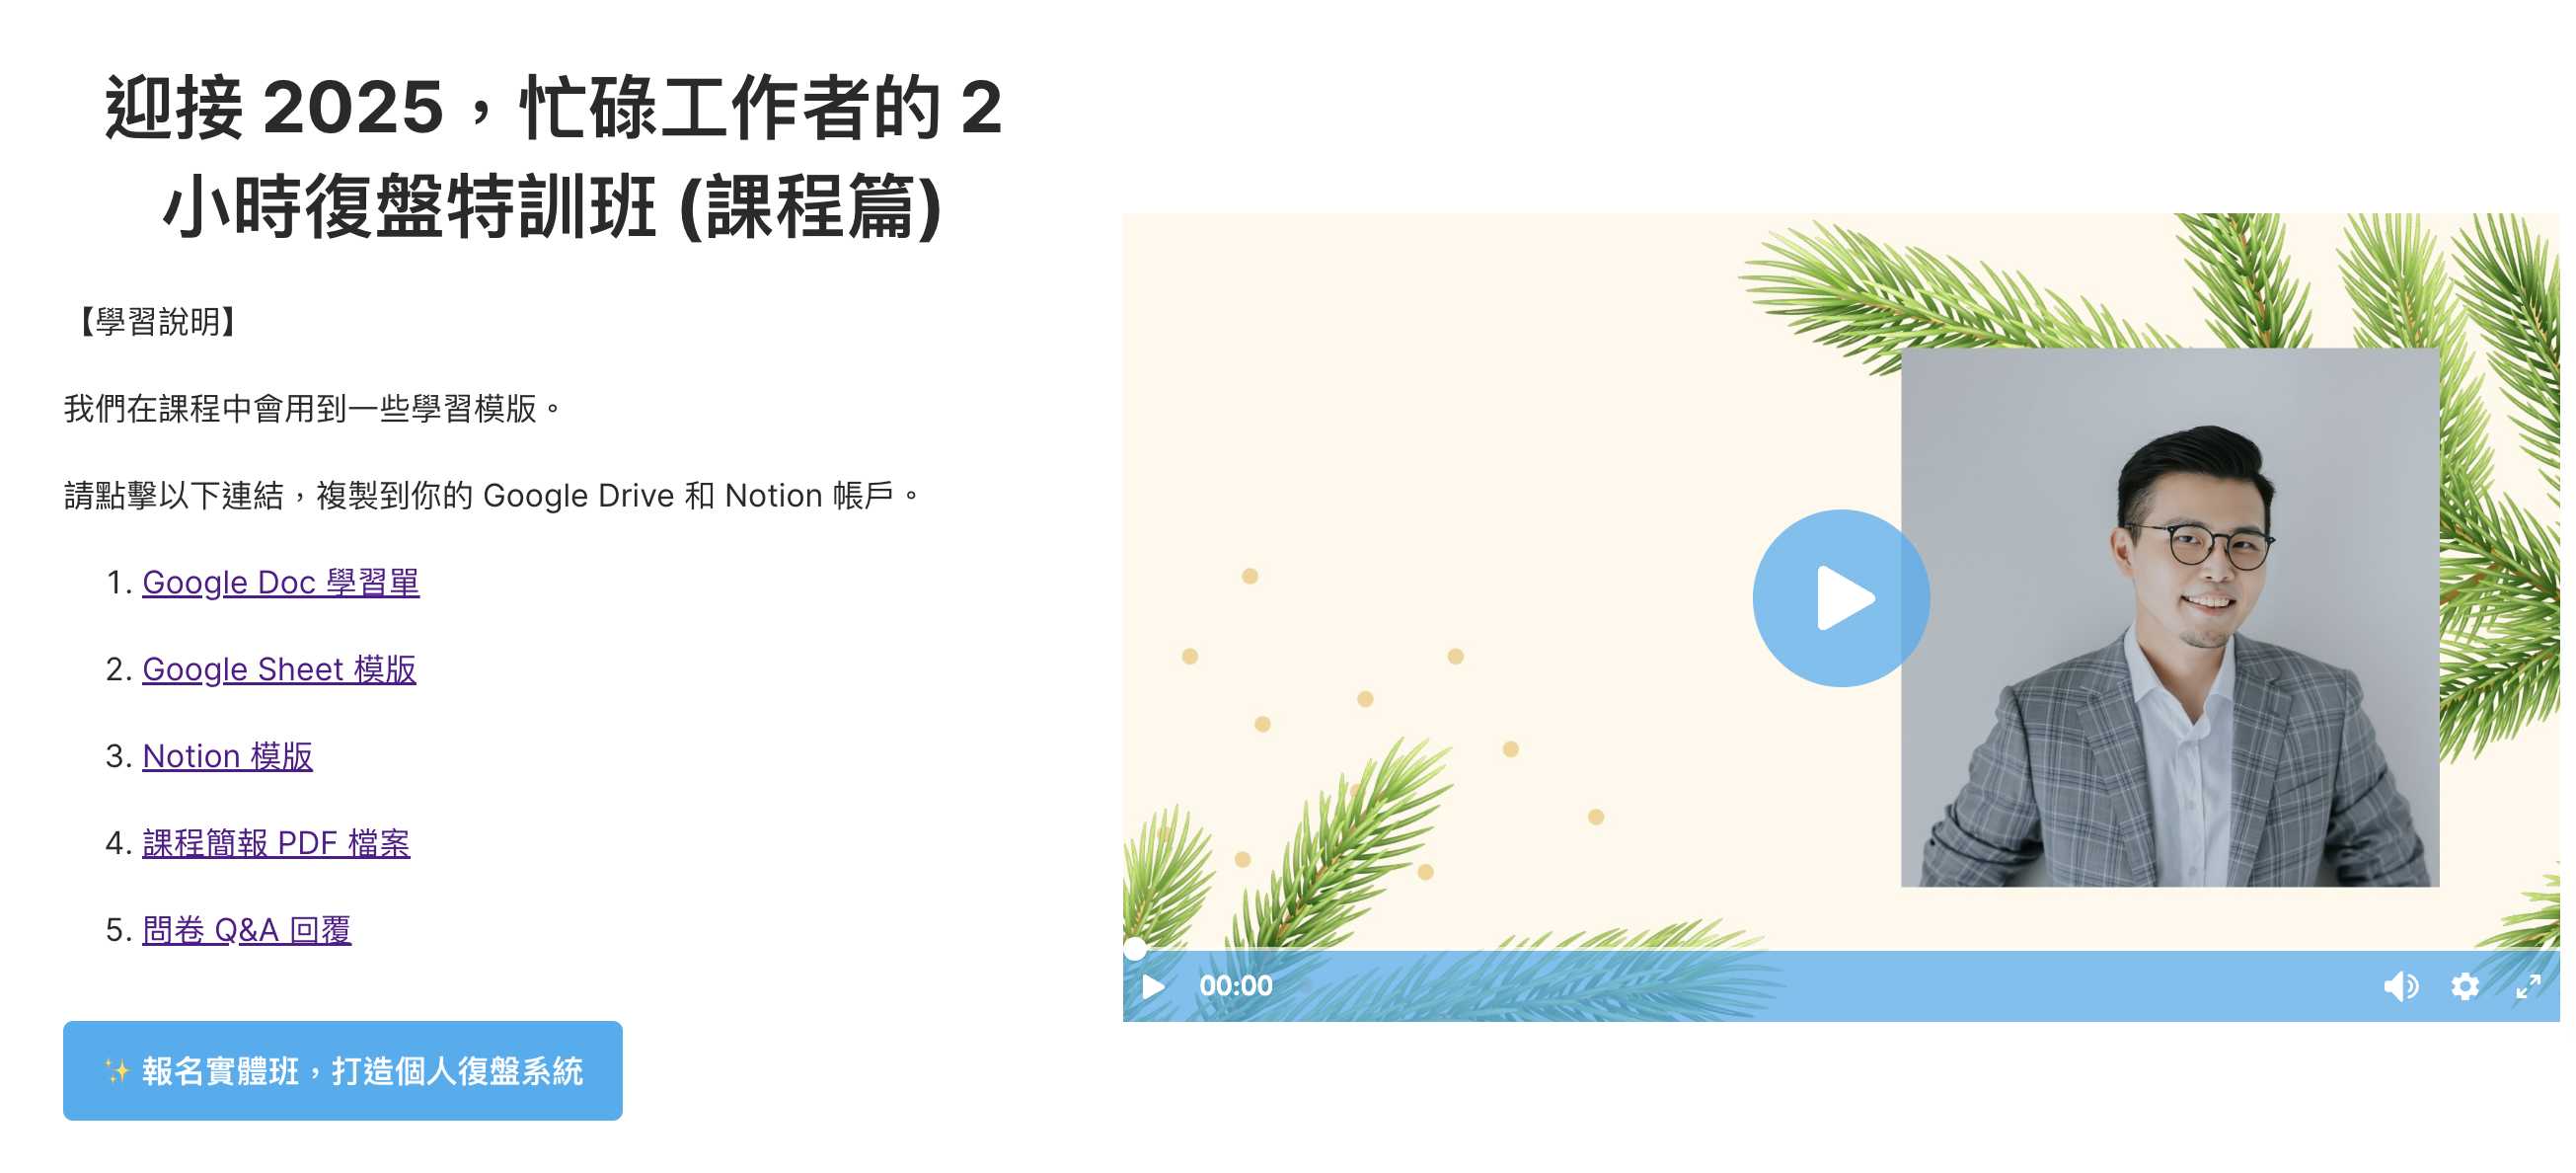 迎接 2025，忙碌工作者的 2
小時復盤特訓班 (課程篇)
【學習說明】
我們在課程中會用到一些學習模版。
請點擊以下連結，複製到你的 Google Drive 和 Notion 帳戶。
1. Google Doc 學習單
2. Google Sheet 模版
3. Notion 模版
4. 課程簡報 PDF 檔案
5. 問卷 Q&A 回覆
✨ 報名實體班，打造個人復盤系統
00:00